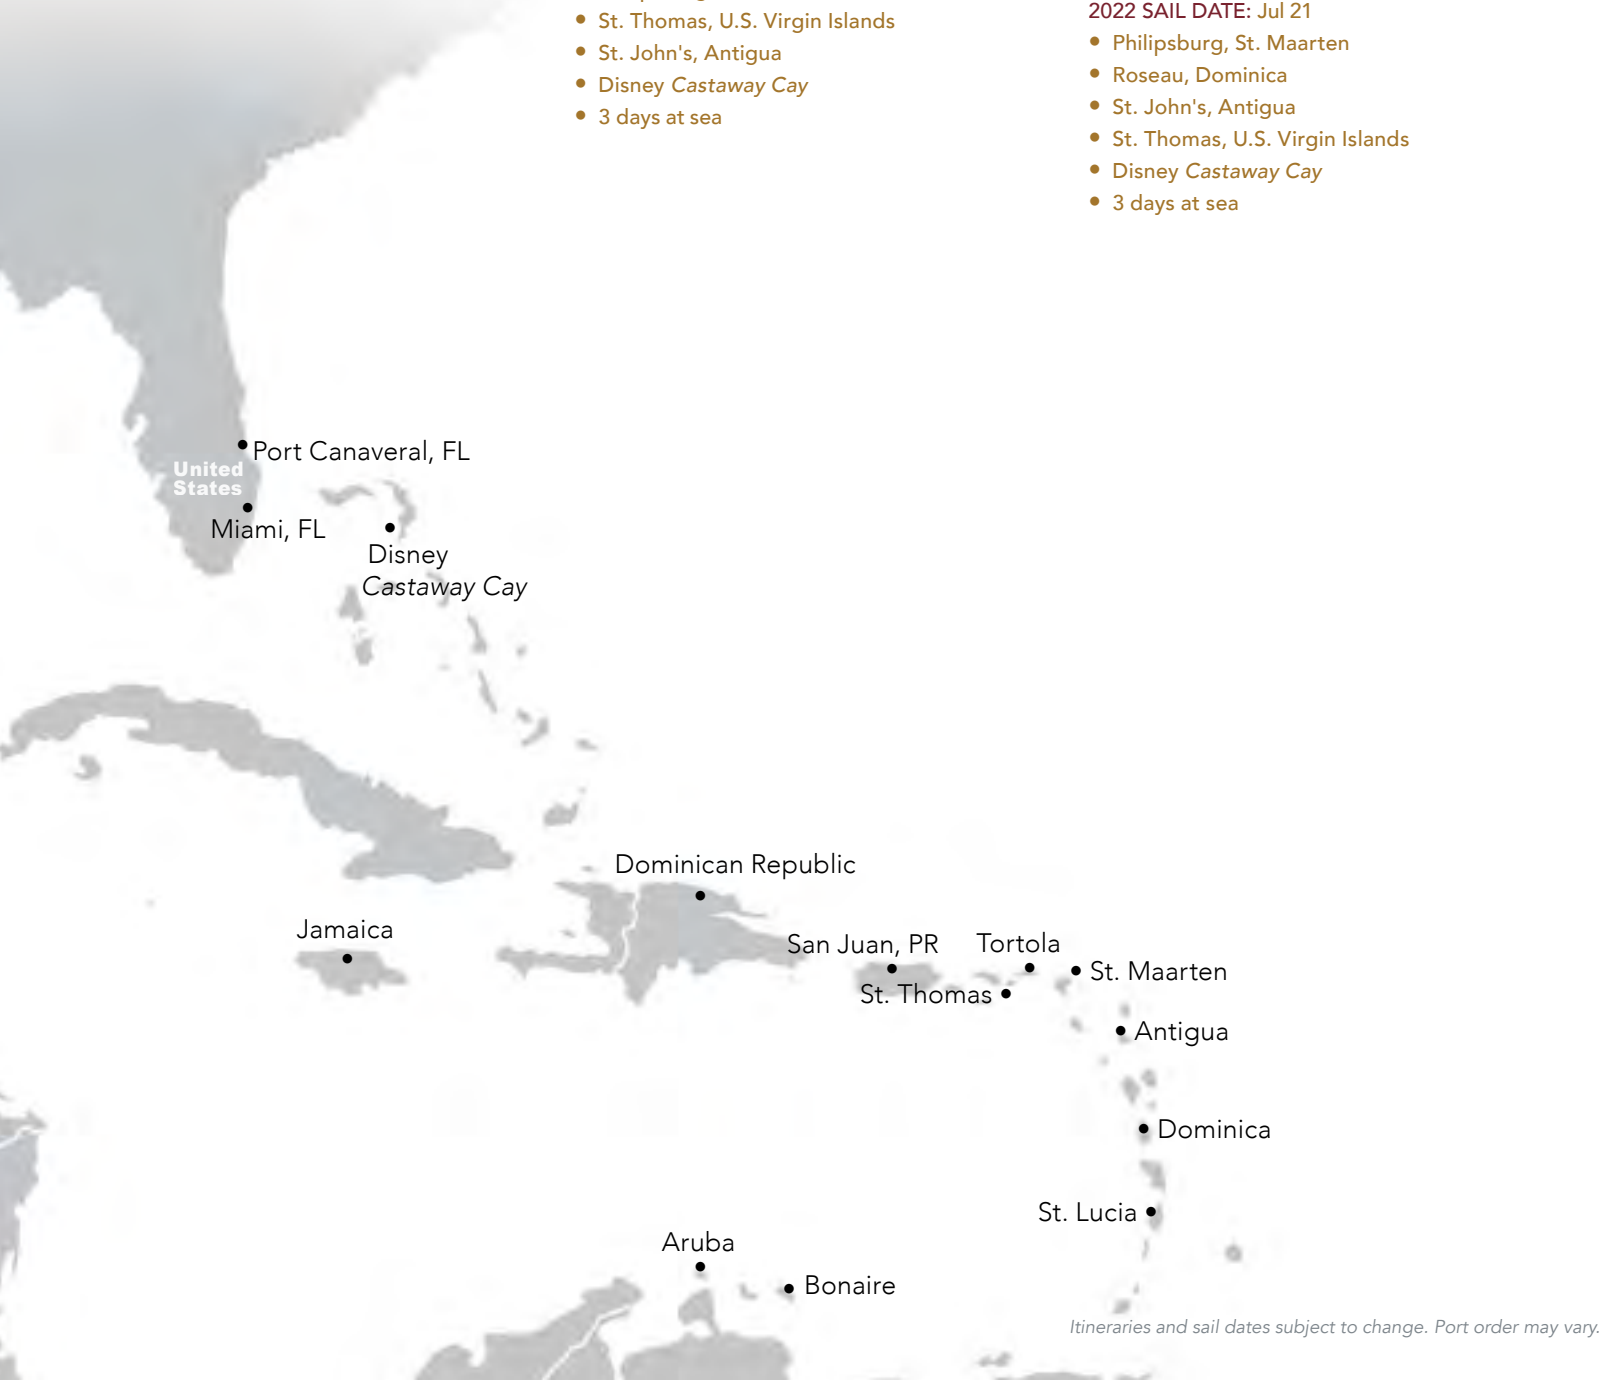 • St. Thomas, U.S. Virgin Islands
• St. John's, Antigua
• Disney Castaway Cay
• 3 days at sea
2022 SAIL DATE: Jul 21
• Philipsburg, St. Maarten
• Roseau, Dominica
• St. John's, Antigua
• St. Thomas, U.S. Virgin Islands
• Disney Castaway Cay
• 3 days at sea
Port Canaveral, FL
United
States
Miami, FL
Disney
Castaway Cay
Dominican Republic
Jamaica
San Juan, PR
Tortola
St. Maarten
St. Thomas
Antigua
Dominica
St. Lucia
Aruba
Bonaire
Itineraries and sail dates subject to change. Port order may vary.